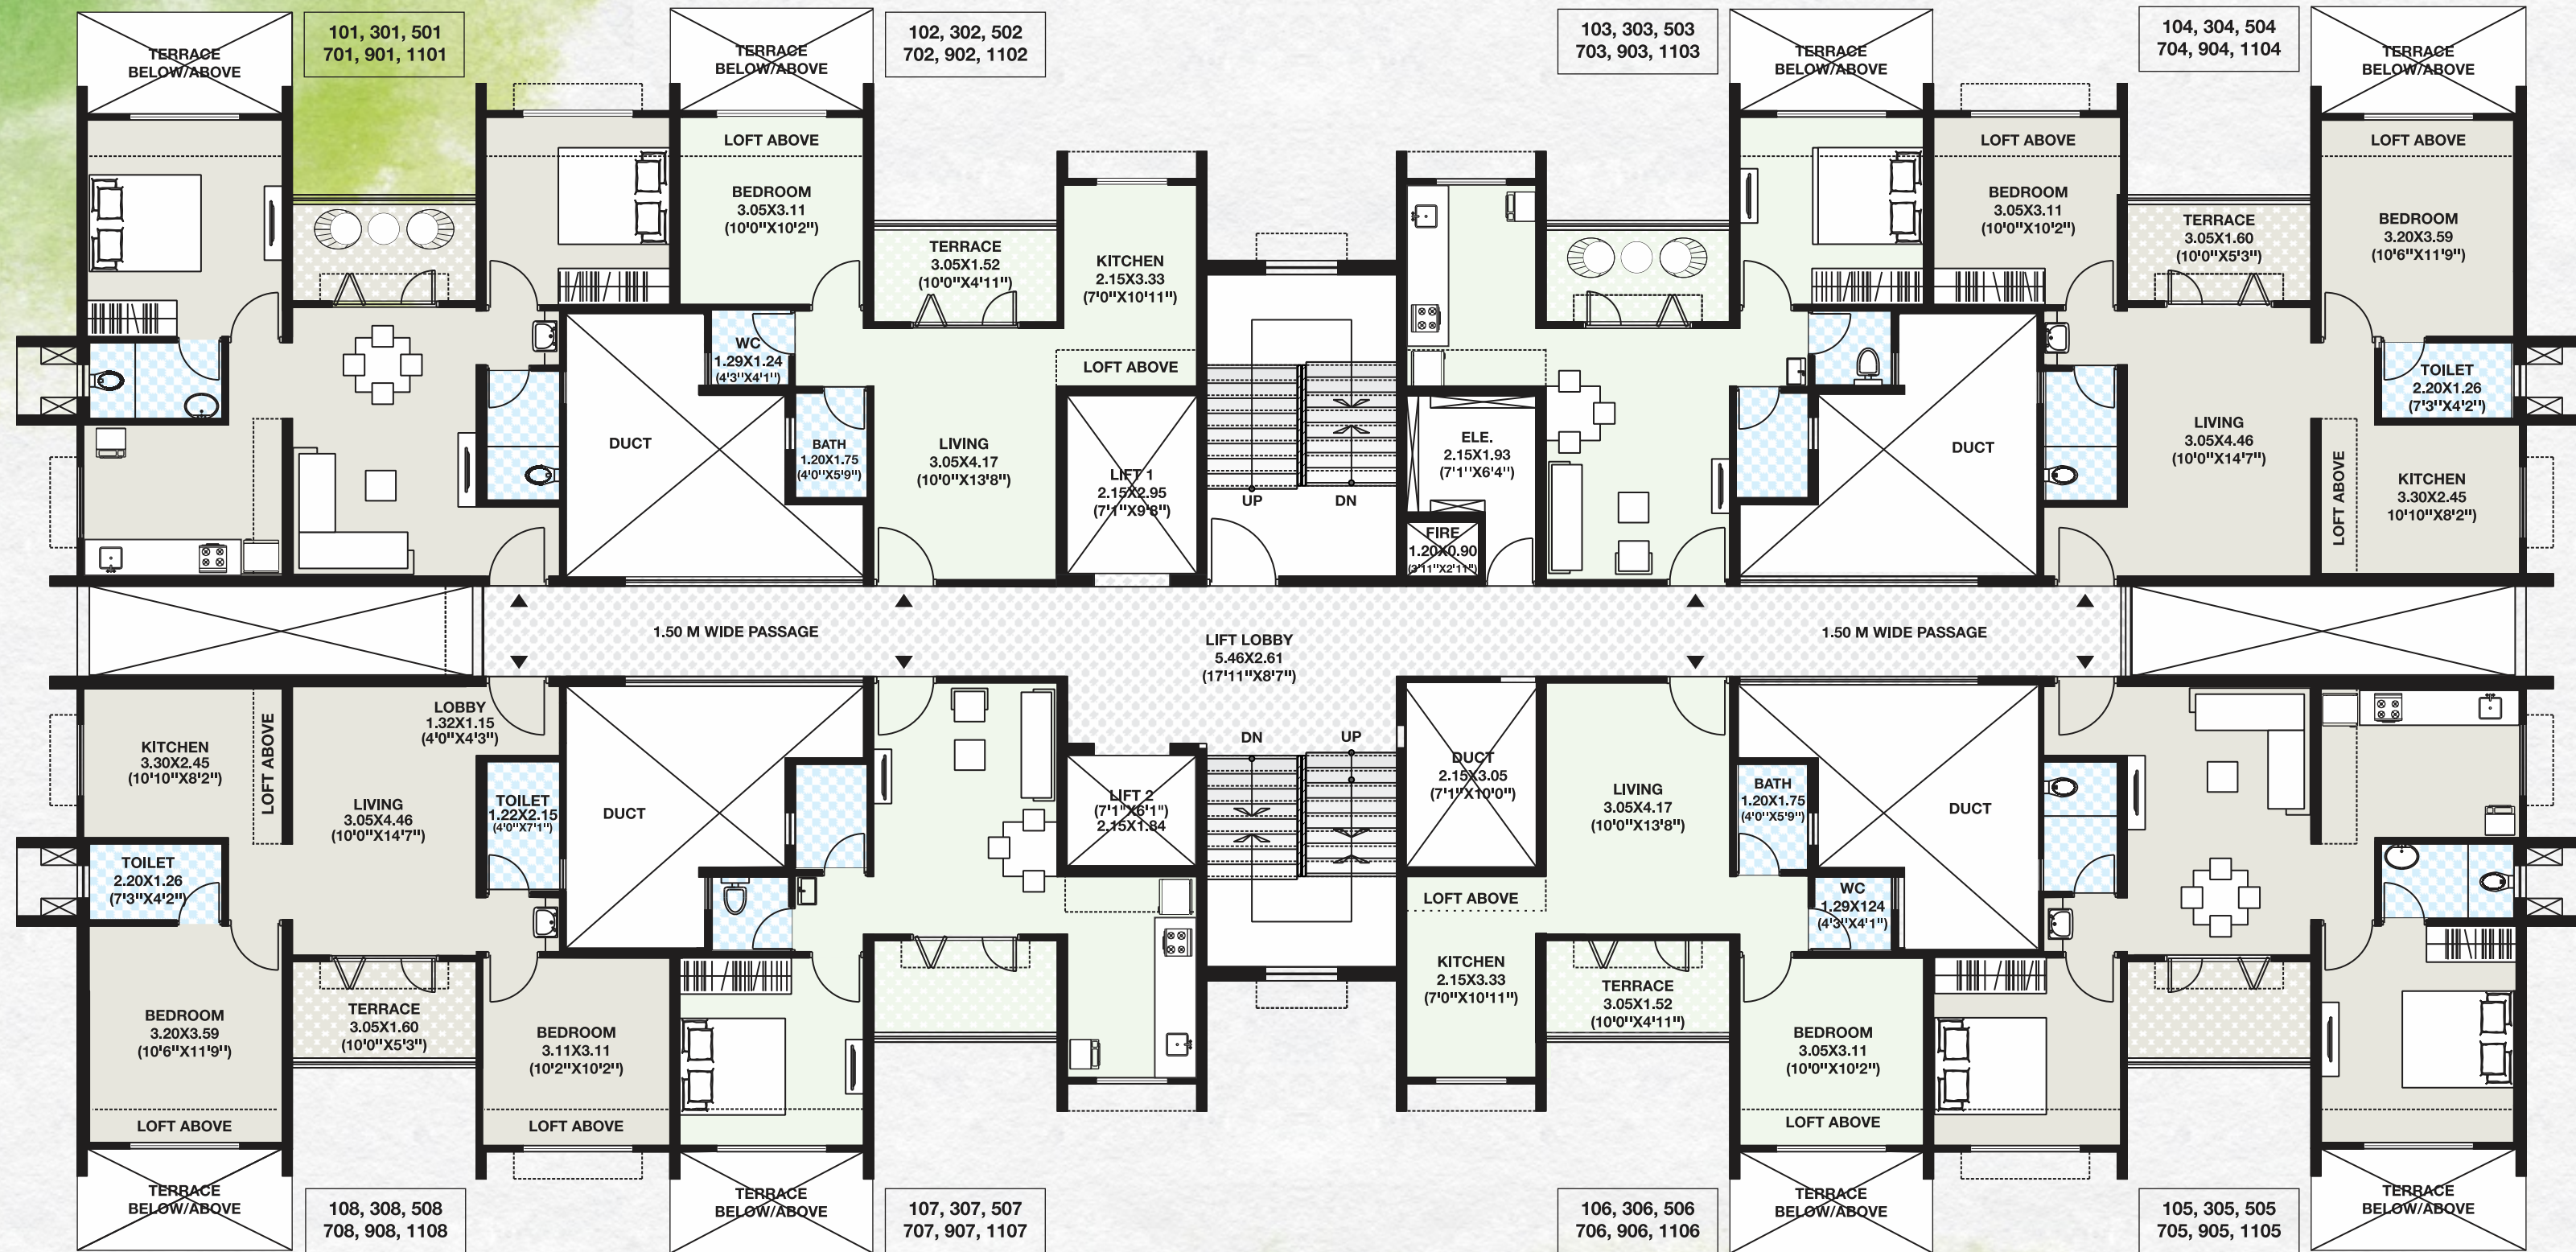 TERRACE
BELOW/ABOVE
101, 301, 501
701, 901, 1101
TERRACE
BELOW/ABOVE
102, 302, 502
702, 902, 1102
103, 303, 503
703, 903, 1103
TERRACE
BELOW/ABOVE
104, 304, 504
704, 904, 1104
TERRACE
BELOW/ABOVE
LOFT ABOVE
BEDROOM
3.05X3.11
(10'0"X10'2")
TERRACE
3.05X1.52
(10'0"X4'11")
KITCHEN
2.15X3.33
(7'0"X10'11")
LOFT ABOVE
LOFT ABOVE
BEDROOM
3.05X3.11
(10'0"X10'2")
TERRACE
3.05X1.60
(10'0"X5'3")
LOFT ABOVE
BEDROOM
3.20X3.59
(10'6"X11'9")
WC
1.29X1.24
(4'3"X4'1")
DUCT
BATH
1.20X1.75
(4'0"X5'9")
LIVING
3.05X4.17
(10'0"X13'8")
LIFT 1
2.15X2.95
(7'1"X9'8")
UP
DN
ELE.
2.15X1.93
(7'1"X6'4")
FIRE
1.20X0.90
(3'11"X2'11")
DUCT
LIVING
3.05X4.46
(10'0"X14'7")
TOILET
2.20X1.26
(7'3"X4'2")
LOFT ABOVE
KITCHEN
3.30X2.45
10'10"X8'2")
1.50 M WIDE PASSAGE
LIFT LOBBY
5.46X2.61
(17'11"X8'7")
1.50 M WIDE PASSAGE
KITCHEN
3.30X2.45
(10'10"X8'2")
LOFT ABOVE
LOBBY
1.32X1.15
(4'0"X4'3")
LIVING
3.05X4.46
(10'0"X14'7")
TOILET
1.22X2.15
(4'0"X7'1")
DUCT
LIFT 2
(7'1"X6'1")
2.15X1.84
DN
UP
DUCT
2.15X3.05
(7'1"X10'0")
LIVING
3.05X4.17
(10'0"X13'8")
BATH
1.20X1.75
(4'0"X5'9")
DUCT
TOILET
2.20X1.26
(7'3"X4'2")
LOFT ABOVE
WC
1.29X124
(4'3"X4'1")
BEDROOM
3.20X3.59
(10'6"X11'9")
LOFT ABOVE
TERRACE
3.05X1.60
(10'0"X5'3")
BEDROOM
3.11X3.11
(10'2"X10'2")
LOFT ABOVE
KITCHEN
2.15X3.33
(7'0"X10'11")
TERRACE
3.05X1.52
(10'0"X4'11")
BEDROOM
3.05X3.11
(10'0"X10'2")
LOFT ABOVE
TERRACE
BELOW/ABOVE
108, 308, 508
708, 908, 1108
TERRACE
BELOW/ABOVE
107, 307, 507
707, 907, 1107
106, 306, 506
706, 906, 1106
TERRACE
BELOW/ABOVE
105, 305, 505
705, 905, 1105
TERRACE
BELOW/ABOVE